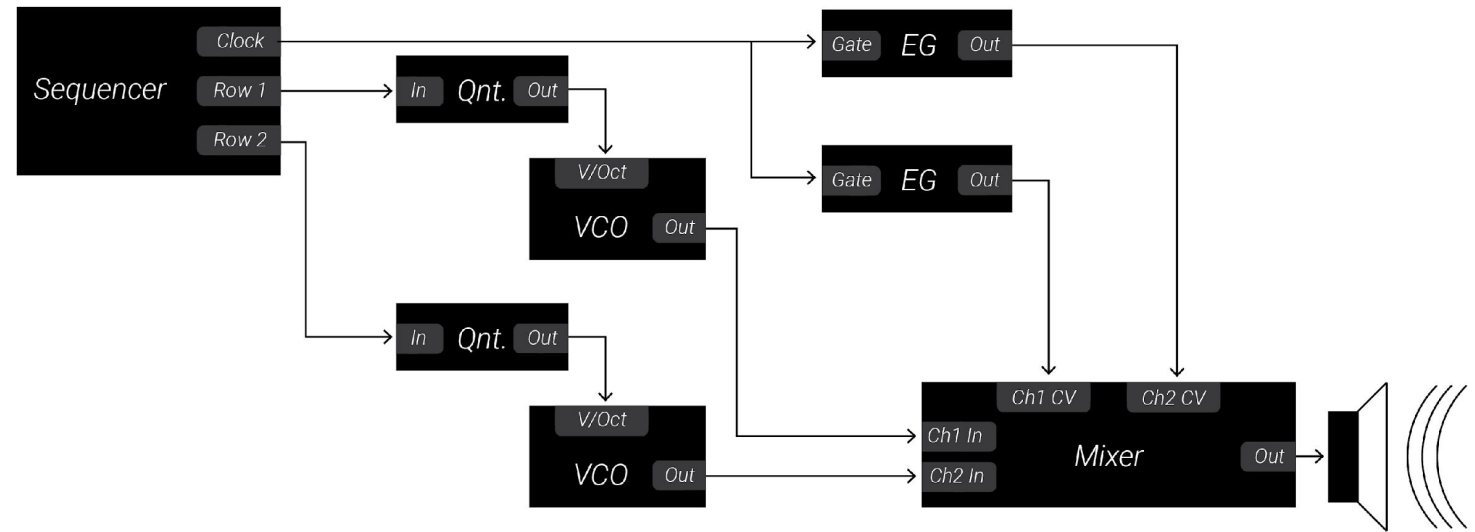 Sequencer
Clock
Row 1
Row 2
In Qnt. Out
V/Oct
VCO Out
Gate EG Out
Gate EG Out
In Qnt. Out
V/Oct
VCO Out
Ch1 CV Ch2 CV
Ch1 In
Mixer Out
Ch2 In